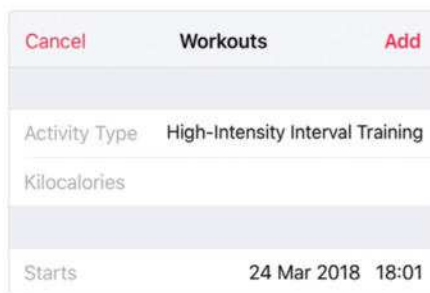 Cancel Workouts Add
Activity Type High-Intensity Interval Training
Kilocalories
Starts 24 Mar 2018 18:01